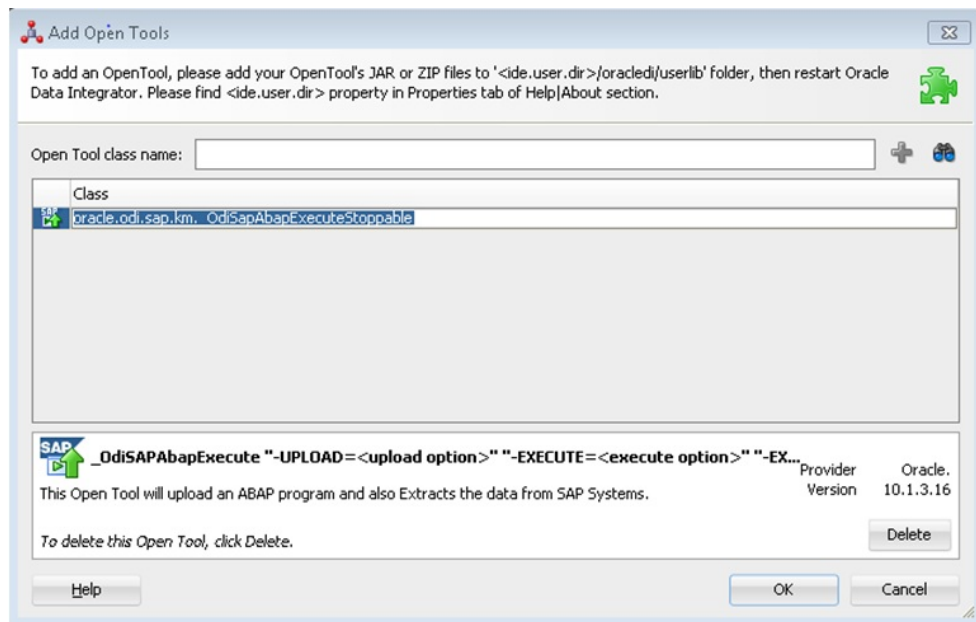 Add Open Tools
To add an OpenTool, please add your OpenTool's JAR or ZIP files to '<ide.user.dir>/oracledi/userlib' folder, then restart Oracle
Data Integrator. Please find <ide.user.dir> property in Properties tab of Help|About section.
Open Tool class name:
Class
SAP
oracle.odi.sap.km._OdiSapAbapExecuteStoppable
SAP
_OdiSAPAbapExecute "-UPLOAD=<upload option>" "-EXECUTE=<execute option>" "-EX...
Provider Oracle.
This Open Tool will upload an ABAP program and also Extracts the data from SAP Systems.
Version 10.1.3.16
To delete this Open Tool, click Delete.
Delete
Help
OK
Cancel